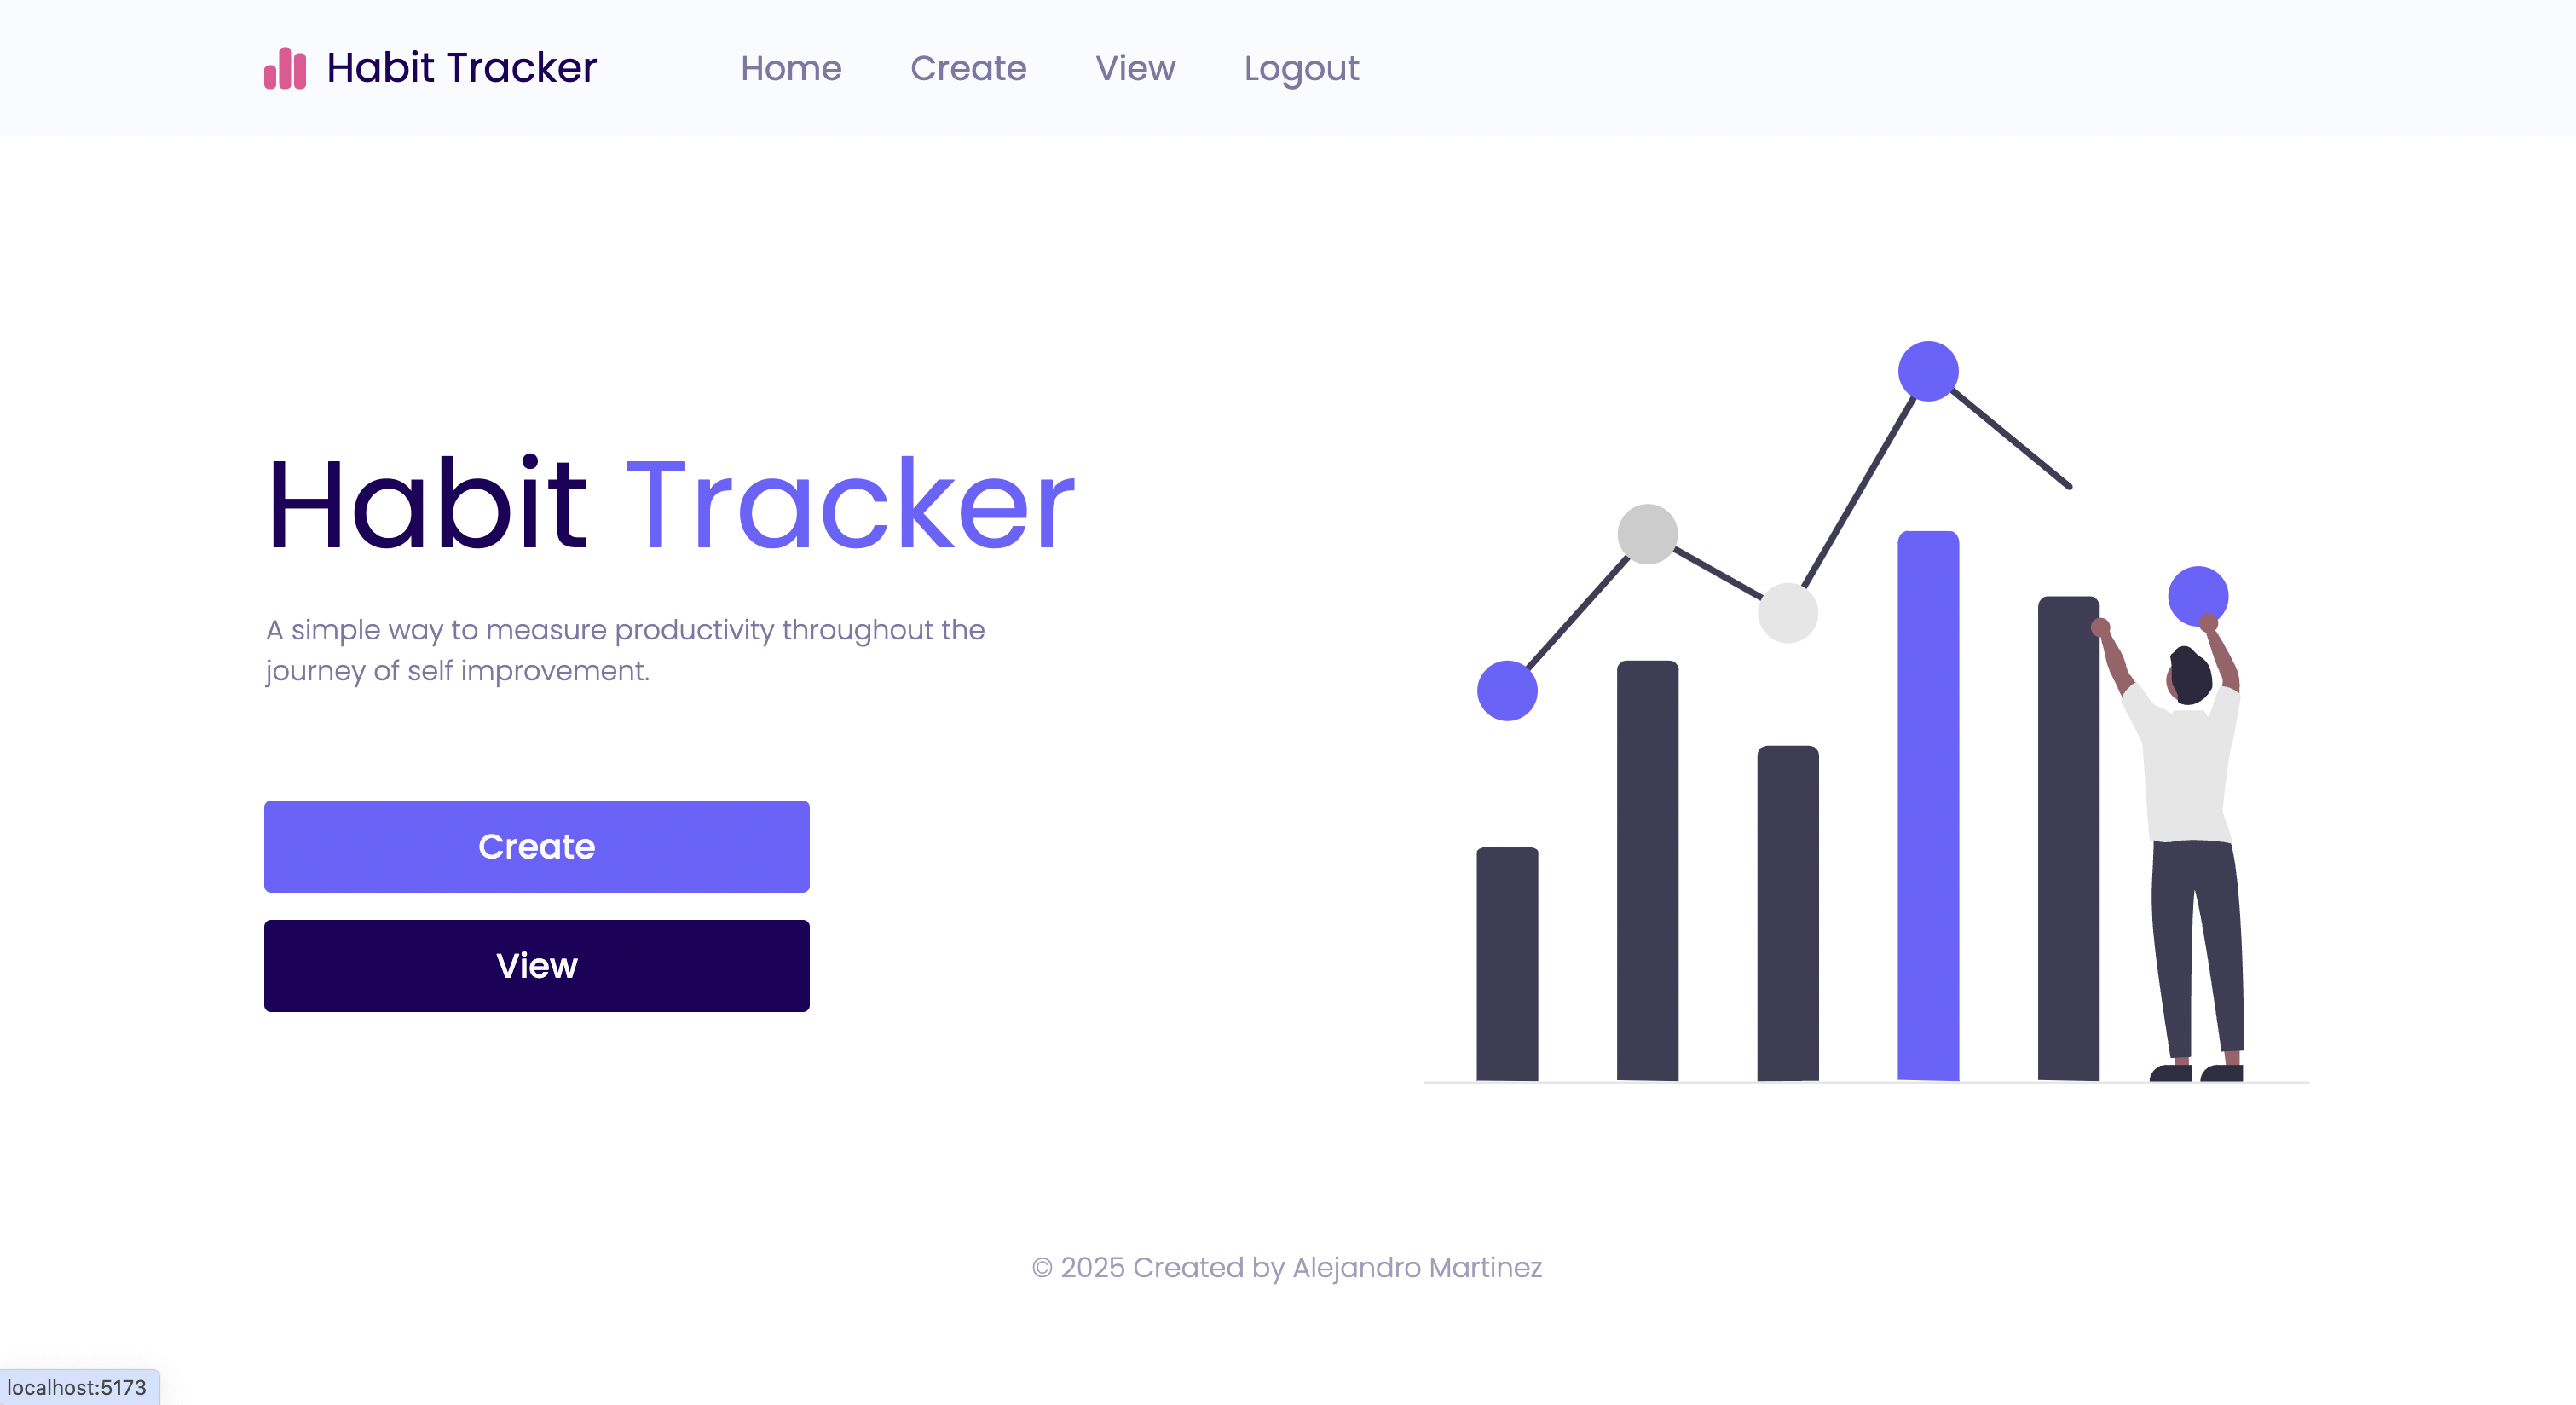 Habit Tracker
Home
Create
View
Logout
Habit Tracker
A simple way to measure productivity throughout the
journey of self improvement.
Create
View
© 2025 Created by Alejandro Martinez
localhost:5173